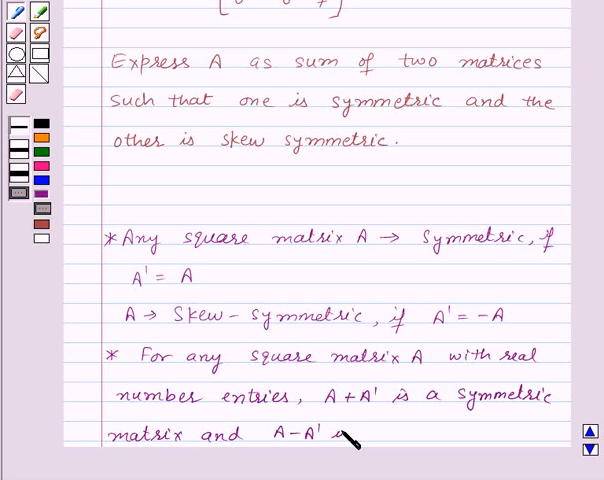 Express A as sum of two matrices
such that one is symmetric and the
other is skew symmetric.
* Any square matrix A → Symmetric, if
A' = A
A → Skew-symmetric, if A' = -A
* For any square matrix A with real
number entries, A + A' is a symmetric
matrix and A - A'